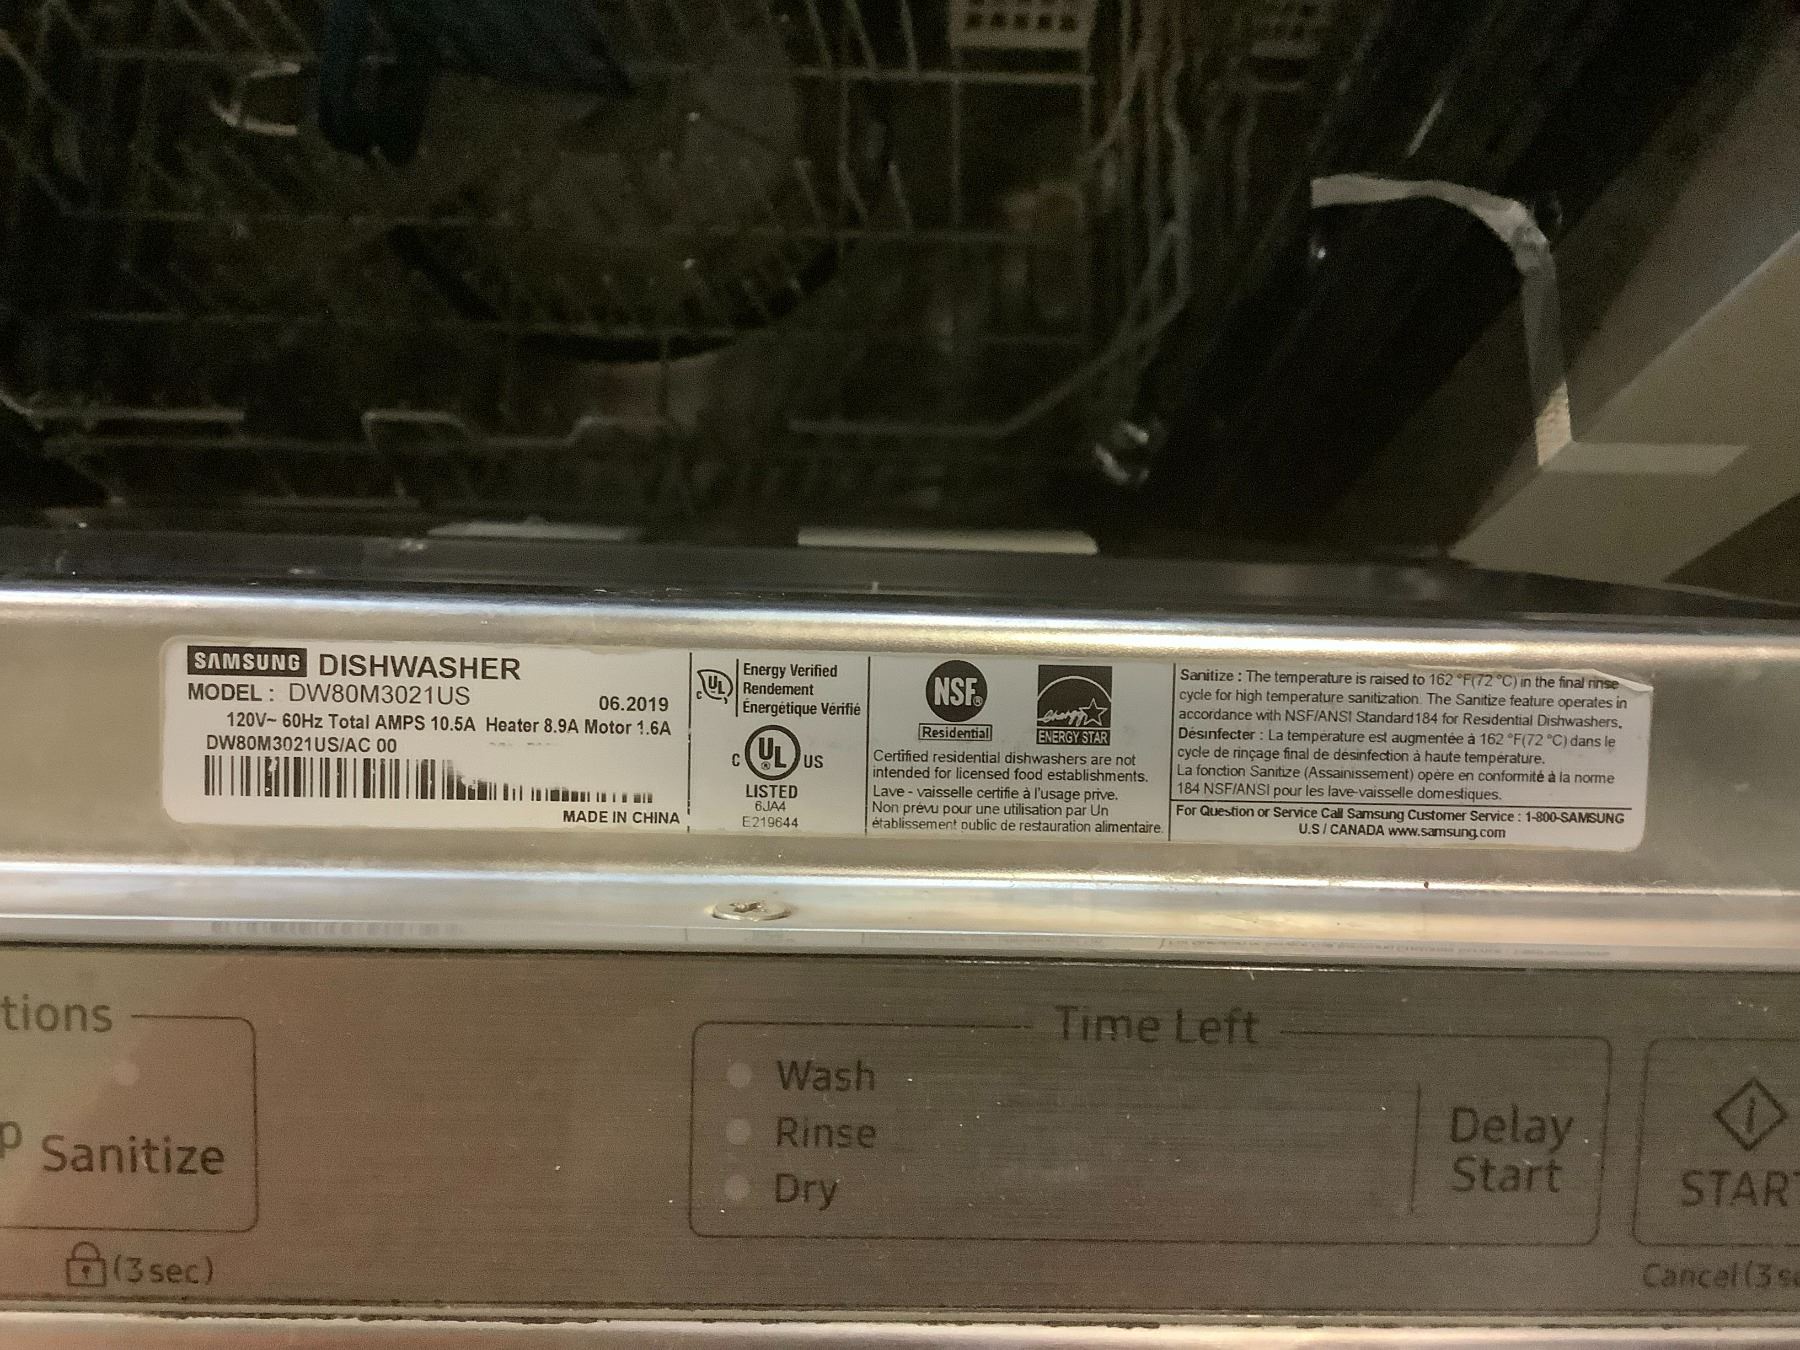 SAMSUNG DISHWASHER
MODEL : DW80M3021US
06.2019
120V~ 60Hz Total AMPS 10.5A Heater 8.9A Motor 1.6A
DW80M3021US/AC 00
MADE IN CHINA
UL
C
Energy Verified
Rendement
Énergétique Vérifié
C UL US
LISTED
6JA4
E219644
NSF®
Residential
energy
ENERGY STAR
Certified residential dishwashers are not
intended for licensed food establishments.
Lave - vaisselle certifie à l'usage prive.
Non prévu pour une utilisation par Un
établissement public de restauration alimentaire.
Sanitize : The temperature is raised to 162 °F(72 °C) in the final rinse
cycle for high temperature sanitization. The Sanitize feature operates in
accordance with NSF/ANSI Standard184 for Residential Dishwashers.
Désinfecter : La température est augmentée à 162 °F(72 °C) dans le
cycle de rinçage final de désinfection à haute température.
La fonction Sanitize (Assainissement) opère en conformité à la norme
184 NSF/ANSI pour les lave-vaisselle domestiques.
For Question or Service Call Samsung Customer Service : 1-800-SAMSUNG
U.S / CANADA www.samsung.com
tions
p Sanitize
(3sec)
Time Left
Wash
Rinse
Dry
Delay
Start
START
Cancel(3se